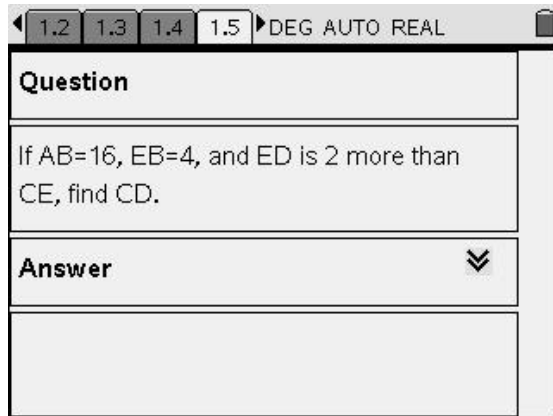 1.2 1.3 1.4 1.5 DEG AUTO REAL
Question
If AB=16, EB=4, and ED is 2 more than
CE, find CD.
Answer